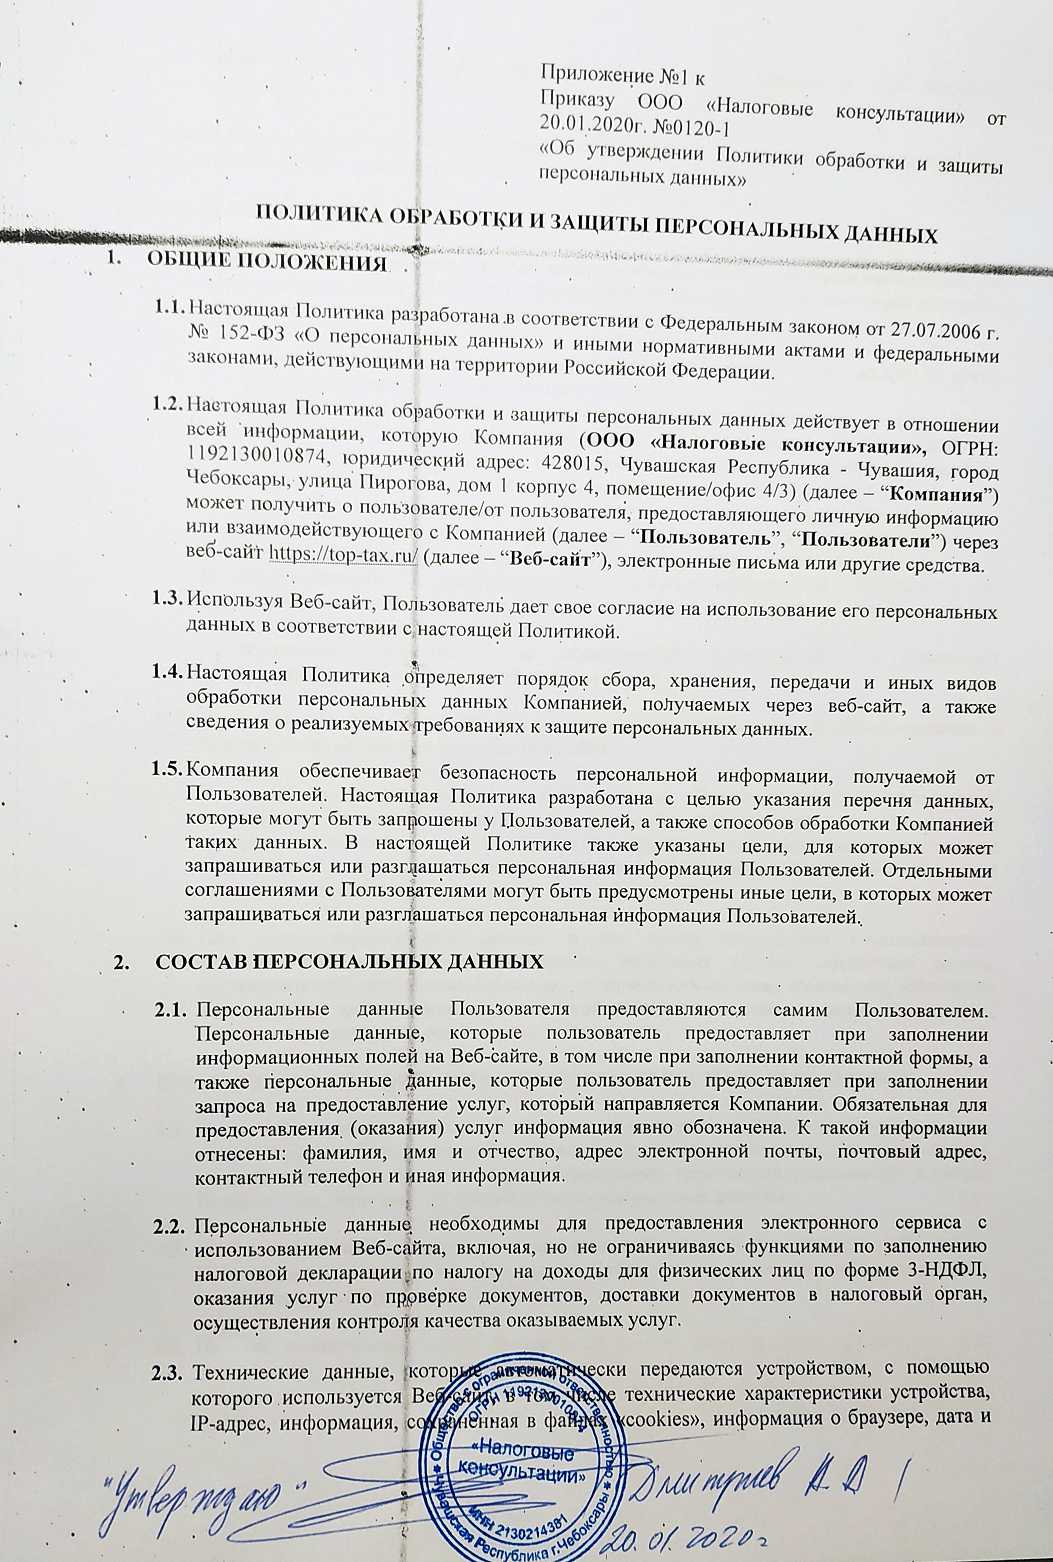 Приложение №1 к
Приказу ООО «Налоговые консультации» от
20.01.2020г. №0120-1
«Об утверждении Политики обработки и защиты
персональных данных»
ПОЛИТИКА ОБРАБОТКИ И ЗАЩИТЫ ПЕРСОНАЛЬНЫХ ДАННЫХ
1. ОБЩИЕ ПОЛОЖЕНИЯ
1.1. Настоящая Политика разработана в соответствии с Федеральным законом от 27.07.2006 г.
№ 152-ФЗ «О персональных данных» и иными нормативными актами и федеральными
законами, действующими на территории Российской Федерации.
1.2. Настоящая Политика обработки и защиты персональных данных действует в отношении
всей информации, которую Компания (ООО «Налоговые консультации», ОГРН:
1192130010874, юридический адрес: 428015, Чувашская Республика - Чувашия, город
Чебоксары, улица Пирогова, дом 1 корпус 4, помещение/офис 4/3) (далее – “Компания”)
может получить о пользователе/от пользователя, предоставляющего личную информацию
или взаимодействующего с Компанией (далее – “Пользователь”, “Пользователи”) через
веб-сайт https://top-tax.ru/ (далее – “Веб-сайт”), электронные письма или другие средства.
1.3. Используя Веб-сайт, Пользователь дает свое согласие на использование его персональных
данных в соответствии с настоящей Политикой.
1.4. Настоящая Политика определяет порядок сбора, хранения, передачи и иных видов
обработки персональных данных Компанией, получаемых через веб-сайт, а также
сведения о реализуемых требованиях к защите персональных данных.
1.5. Компания обеспечивает безопасность персональной информации, получаемой от
Пользователей. Настоящая Политика разработана с целью указания перечня данных,
которые могут быть запрошены у Пользователей, а также способов обработки Компанией
таких данных. В настоящей Политике также указаны цели, для которых может
запрашиваться или разглашаться персональная информация Пользователей. Отдельными
соглашениями с Пользователями могут быть предусмотрены иные цели, в которых может
запрашиваться или разглашаться персональная информация Пользователей.
2. СОСТАВ ПЕРСОНАЛЬНЫХ ДАННЫХ
2.1. Персональные данные Пользователя предоставляются самим Пользователем.
Персональные данные, которые пользователь предоставляет при заполнении
информационных полей на Веб-сайте, в том числе при заполнении контактной формы, а
также персональные данные, которые пользователь предоставляет при заполнении
запроса на предоставление услуг, который направляется Компании. Обязательная для
предоставления (оказания) услуг информация явно обозначена. К такой информации
отнесены: фамилия, имя и отчество, адрес электронной почты, почтовый адрес,
контактный телефон и иная информация.
2.2. Персональные данные необходимы для предоставления электронного сервиса с
использованием Веб-сайта, включая, но не ограничиваясь функциями по заполнению
налоговой декларации по налогу на доходы для физических лиц по форме 3-НДФЛ,
оказания услуг по проверке документов, доставки документов в налоговый орган,
осуществления контроля качества оказываемых услуг.
2.3. Технические данные, которые автоматически передаются устройством, с помощью
которого используется Веб-сайт, в том числе технические характеристики устройства,
IP-адрес, информация, сохраненная в файлах «cookies», информация о браузере, дата и
Общество с ограниченной ответственностью
ОГРН 1192130010874
«Налоговые
консультации»
ИНН 2130214381
Чувашская Республика г.Чебоксары
"Утверждаю"
20.01.2020г